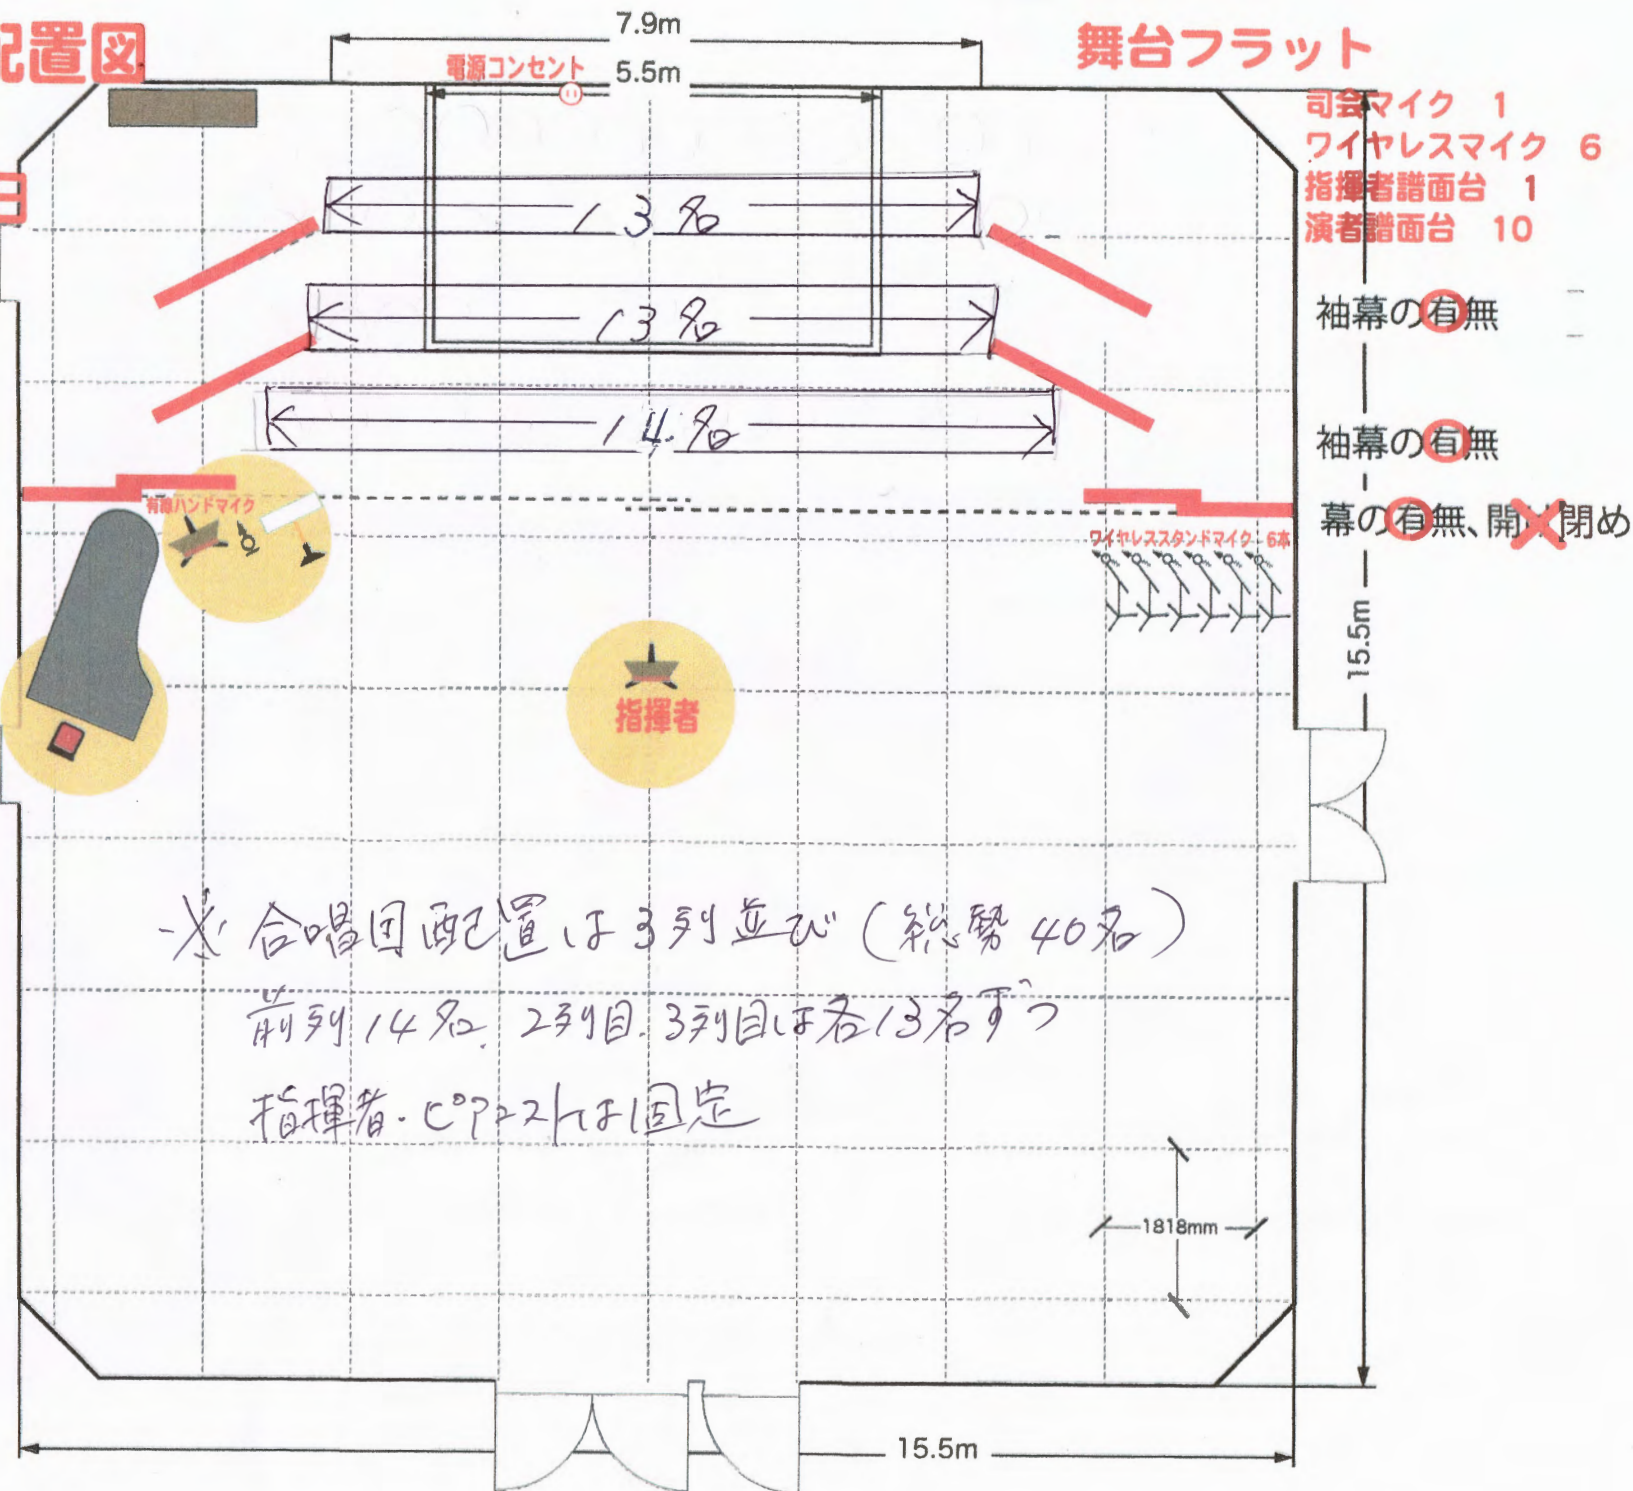 配置図
7.9m
電源コンセント
5.5m
舞台フラット
司会マイク 1
ワイヤレスマイク 6
指揮者譜面台 1
演者譜面台 10
13名
13名
14名
袖幕の有無
袖幕の有無
幕の有無、開け閉め
有線ハンドマイク
ワイヤレススタンドマイク 6本
指揮者
15.5m
※ 合唱団配置は3列並び(総勢40名)
前列14名、2列目、3列目は各13名ずつ
指揮者・ピアニストは固定
1818mm
15.5m